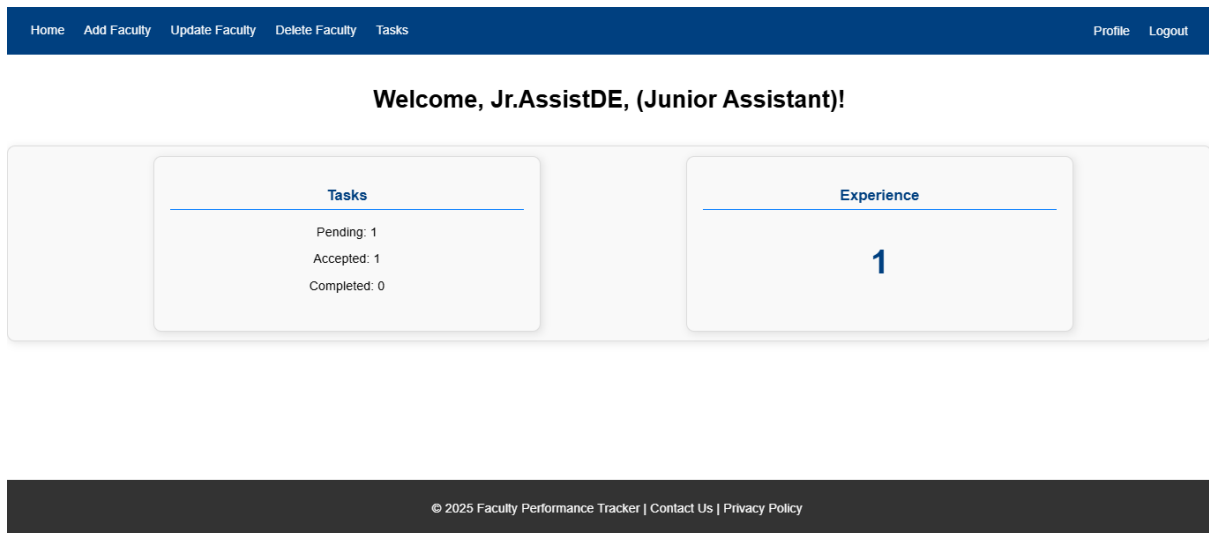 Home Add Faculty Update Faculty Delete Faculty Tasks Profile Logout
Welcome, Jr.AssistDE, (Junior Assistant)!
Tasks
Pending: 1
Accepted: 1
Completed: 0
Experience
1
© 2025 Faculty Performance Tracker | Contact Us | Privacy Policy